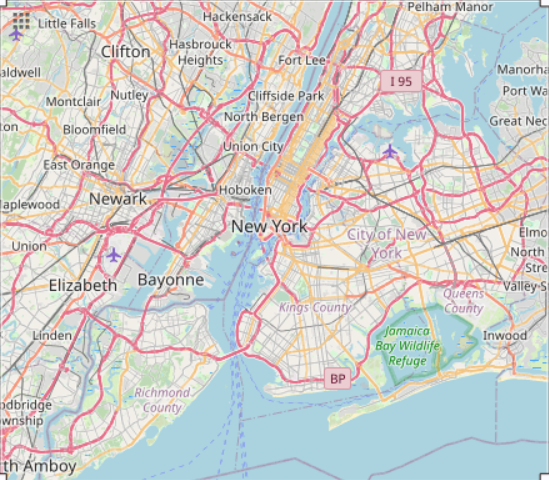 Hackensack
Pelham Manor
Little Falls
Clifton
Hasbrouck
Heights
Fort Lee
aldwell
I 95
Manorha
Port Wa
Montclair
Nutley
Cliffside Park
North Bergen
Great Nec
ton
Bloomfield
Union City
East Orange
Hoboken
Newark
aplewood
New York
City of New
York
Elmo
Union
North
Stre
Elizabeth
Bayonne
Valley S
Queens
County
Kings County
Linden
Jamaica
Bay Wildlife
Refuge
Inwood
BP
Richmond
County
odbridge
ownship
th Amboy